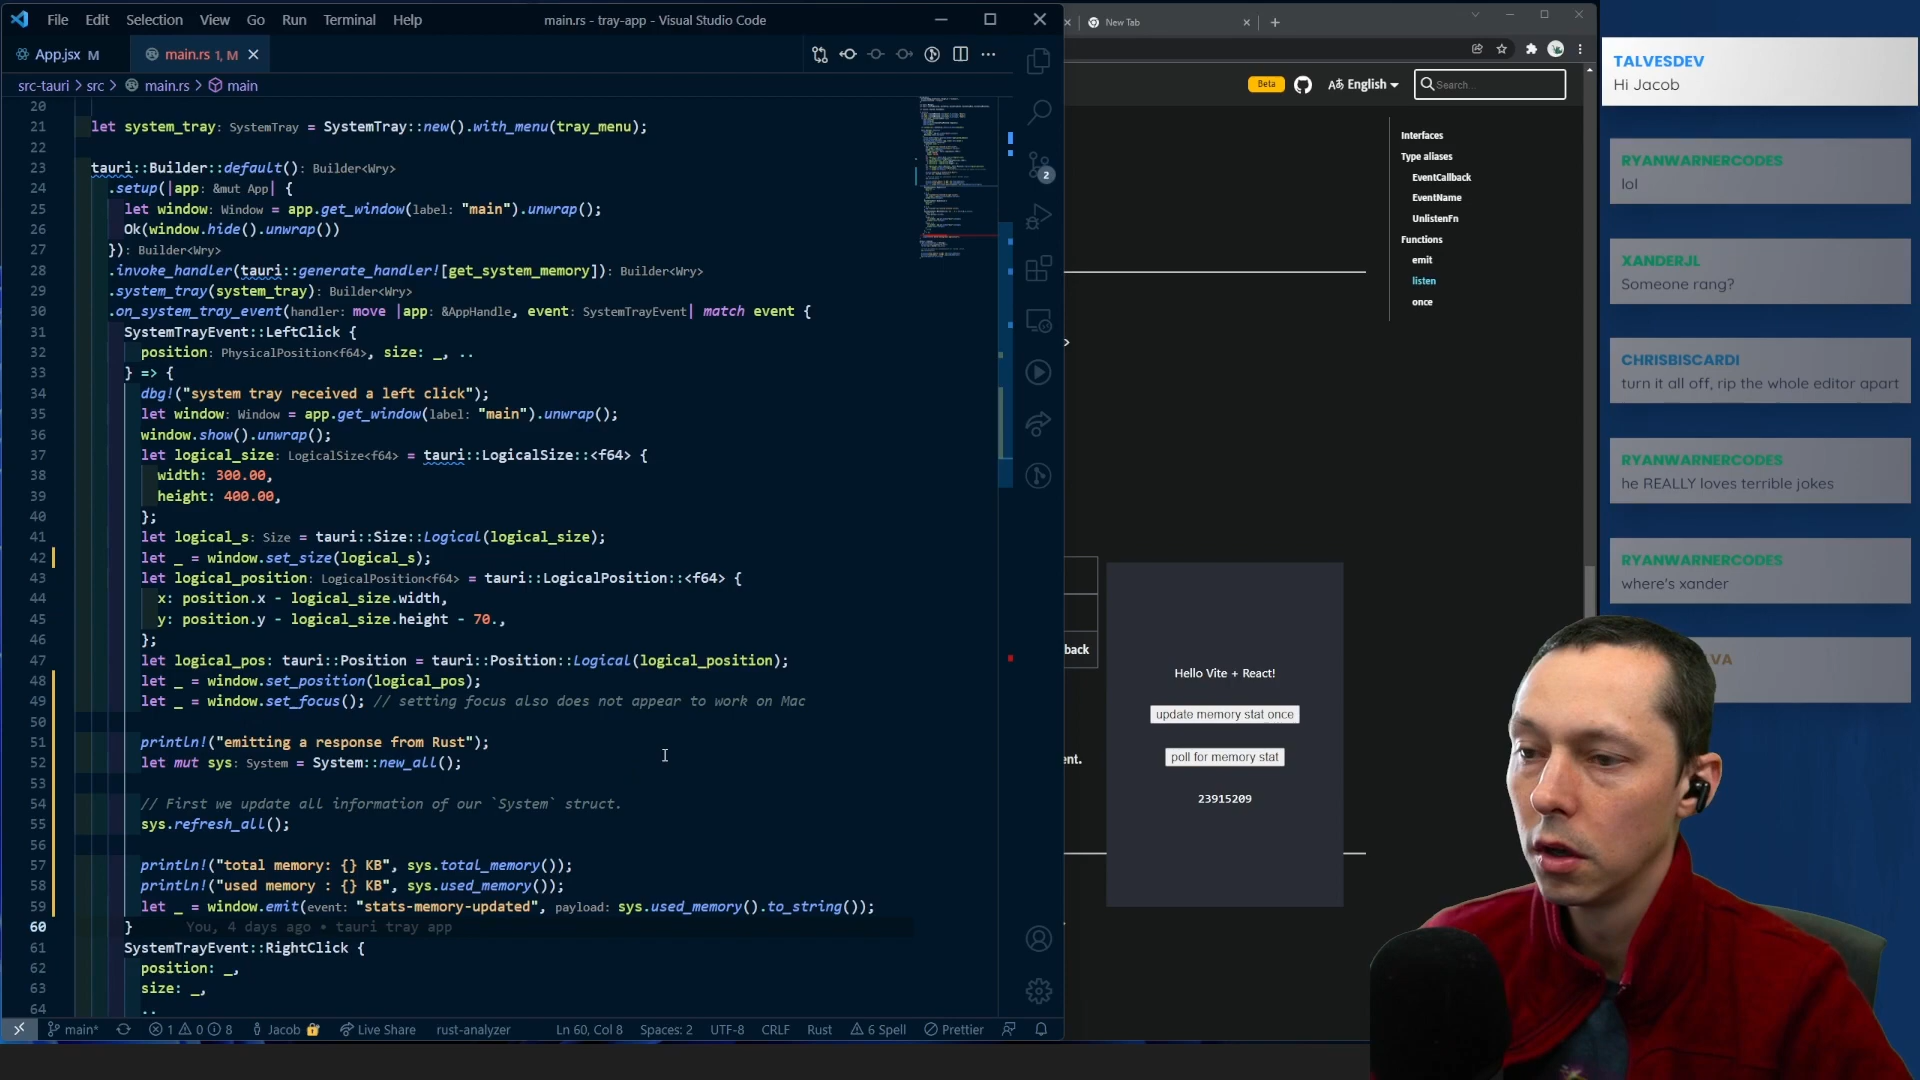 File Edit Selection View Go Run Terminal Help
main.rs - tray-app - Visual Studio Code
App.jsx M
main.rs 1, M
src-tauri > src > main.rs > main
20
21 let system_tray: SystemTray = SystemTray::new().with_menu(tray_menu);
22
23 tauri::Builder::default(): Builder<Wry>
24 .setup(|app: &mut App| {
25 let window: Window = app.get_window(label: "main").unwrap();
26 Ok(window.hide().unwrap())
27 }): Builder<Wry>
28 .invoke_handler(tauri::generate_handler![get_system_memory]): Builder<Wry>
29 .system_tray(system_tray): Builder<Wry>
30 .on_system_tray_event(handler: move |app: &AppHandle, event: SystemTrayEvent| match event {
31 SystemTrayEvent::LeftClick {
32 position: PhysicalPosition<f64>, size: _, ..
33 } => {
34 dbg!("system tray received a left click");
35 let window: Window = app.get_window(label: "main").unwrap();
36 window.show().unwrap();
37 let logical_size: LogicalSize<f64> = tauri::LogicalSize::<f64> {
38 width: 300.00,
39 height: 400.00,
40 };
41 let logical_s: Size = tauri::Size::Logical(logical_size);
42 let _ = window.set_size(logical_s);
43 let logical_position: LogicalPosition<f64> = tauri::LogicalPosition::<f64> {
44 x: position.x - logical_size.width,
45 y: position.y - logical_size.height - 70.,
46 };
47 let logical_pos: tauri::Position = tauri::Position::Logical(logical_position);
48 let _ = window.set_position(logical_pos);
49 let _ = window.set_focus(); // setting focus also does not appear to work on Mac
50
51 println!("emitting a response from Rust");
52 let mut sys: System = System::new_all();
53
54 // First we update all information of our `System` struct.
55 sys.refresh_all();
56
57 println!("total memory: {} KB", sys.total_memory());
58 println!("used memory : {} KB", sys.used_memory());
59 let _ = window.emit(event: "stats-memory-updated", payload: sys.used_memory().to_string());
60 } You, 4 days ago • tauri tray app
61 SystemTrayEvent::RightClick {
62 position: _,
63 size: _,
64 ..
2
main* 1 0 8 Jacob Live Share rust-analyzer Ln 60, Col 8 Spaces: 2 UTF-8 CRLF Rust 6 Spell Prettier
New Tab
Beta English Search...
Interfaces
Type aliases
EventCallback
EventName
UnlistenFn
Functions
emit
listen
once
>
back
ent.
Hello Vite + React!
update memory stat once
poll for memory stat
23915209
TALVESDEV
Hi Jacob
RYANWARNERCODES
lol
XANDERJL
Someone rang?
CHRISBISCARDI
turn it all off, rip the whole editor apart
RYANWARNERCODES
he REALLY loves terrible jokes
RYANWARNERCODES
where's xander
VA